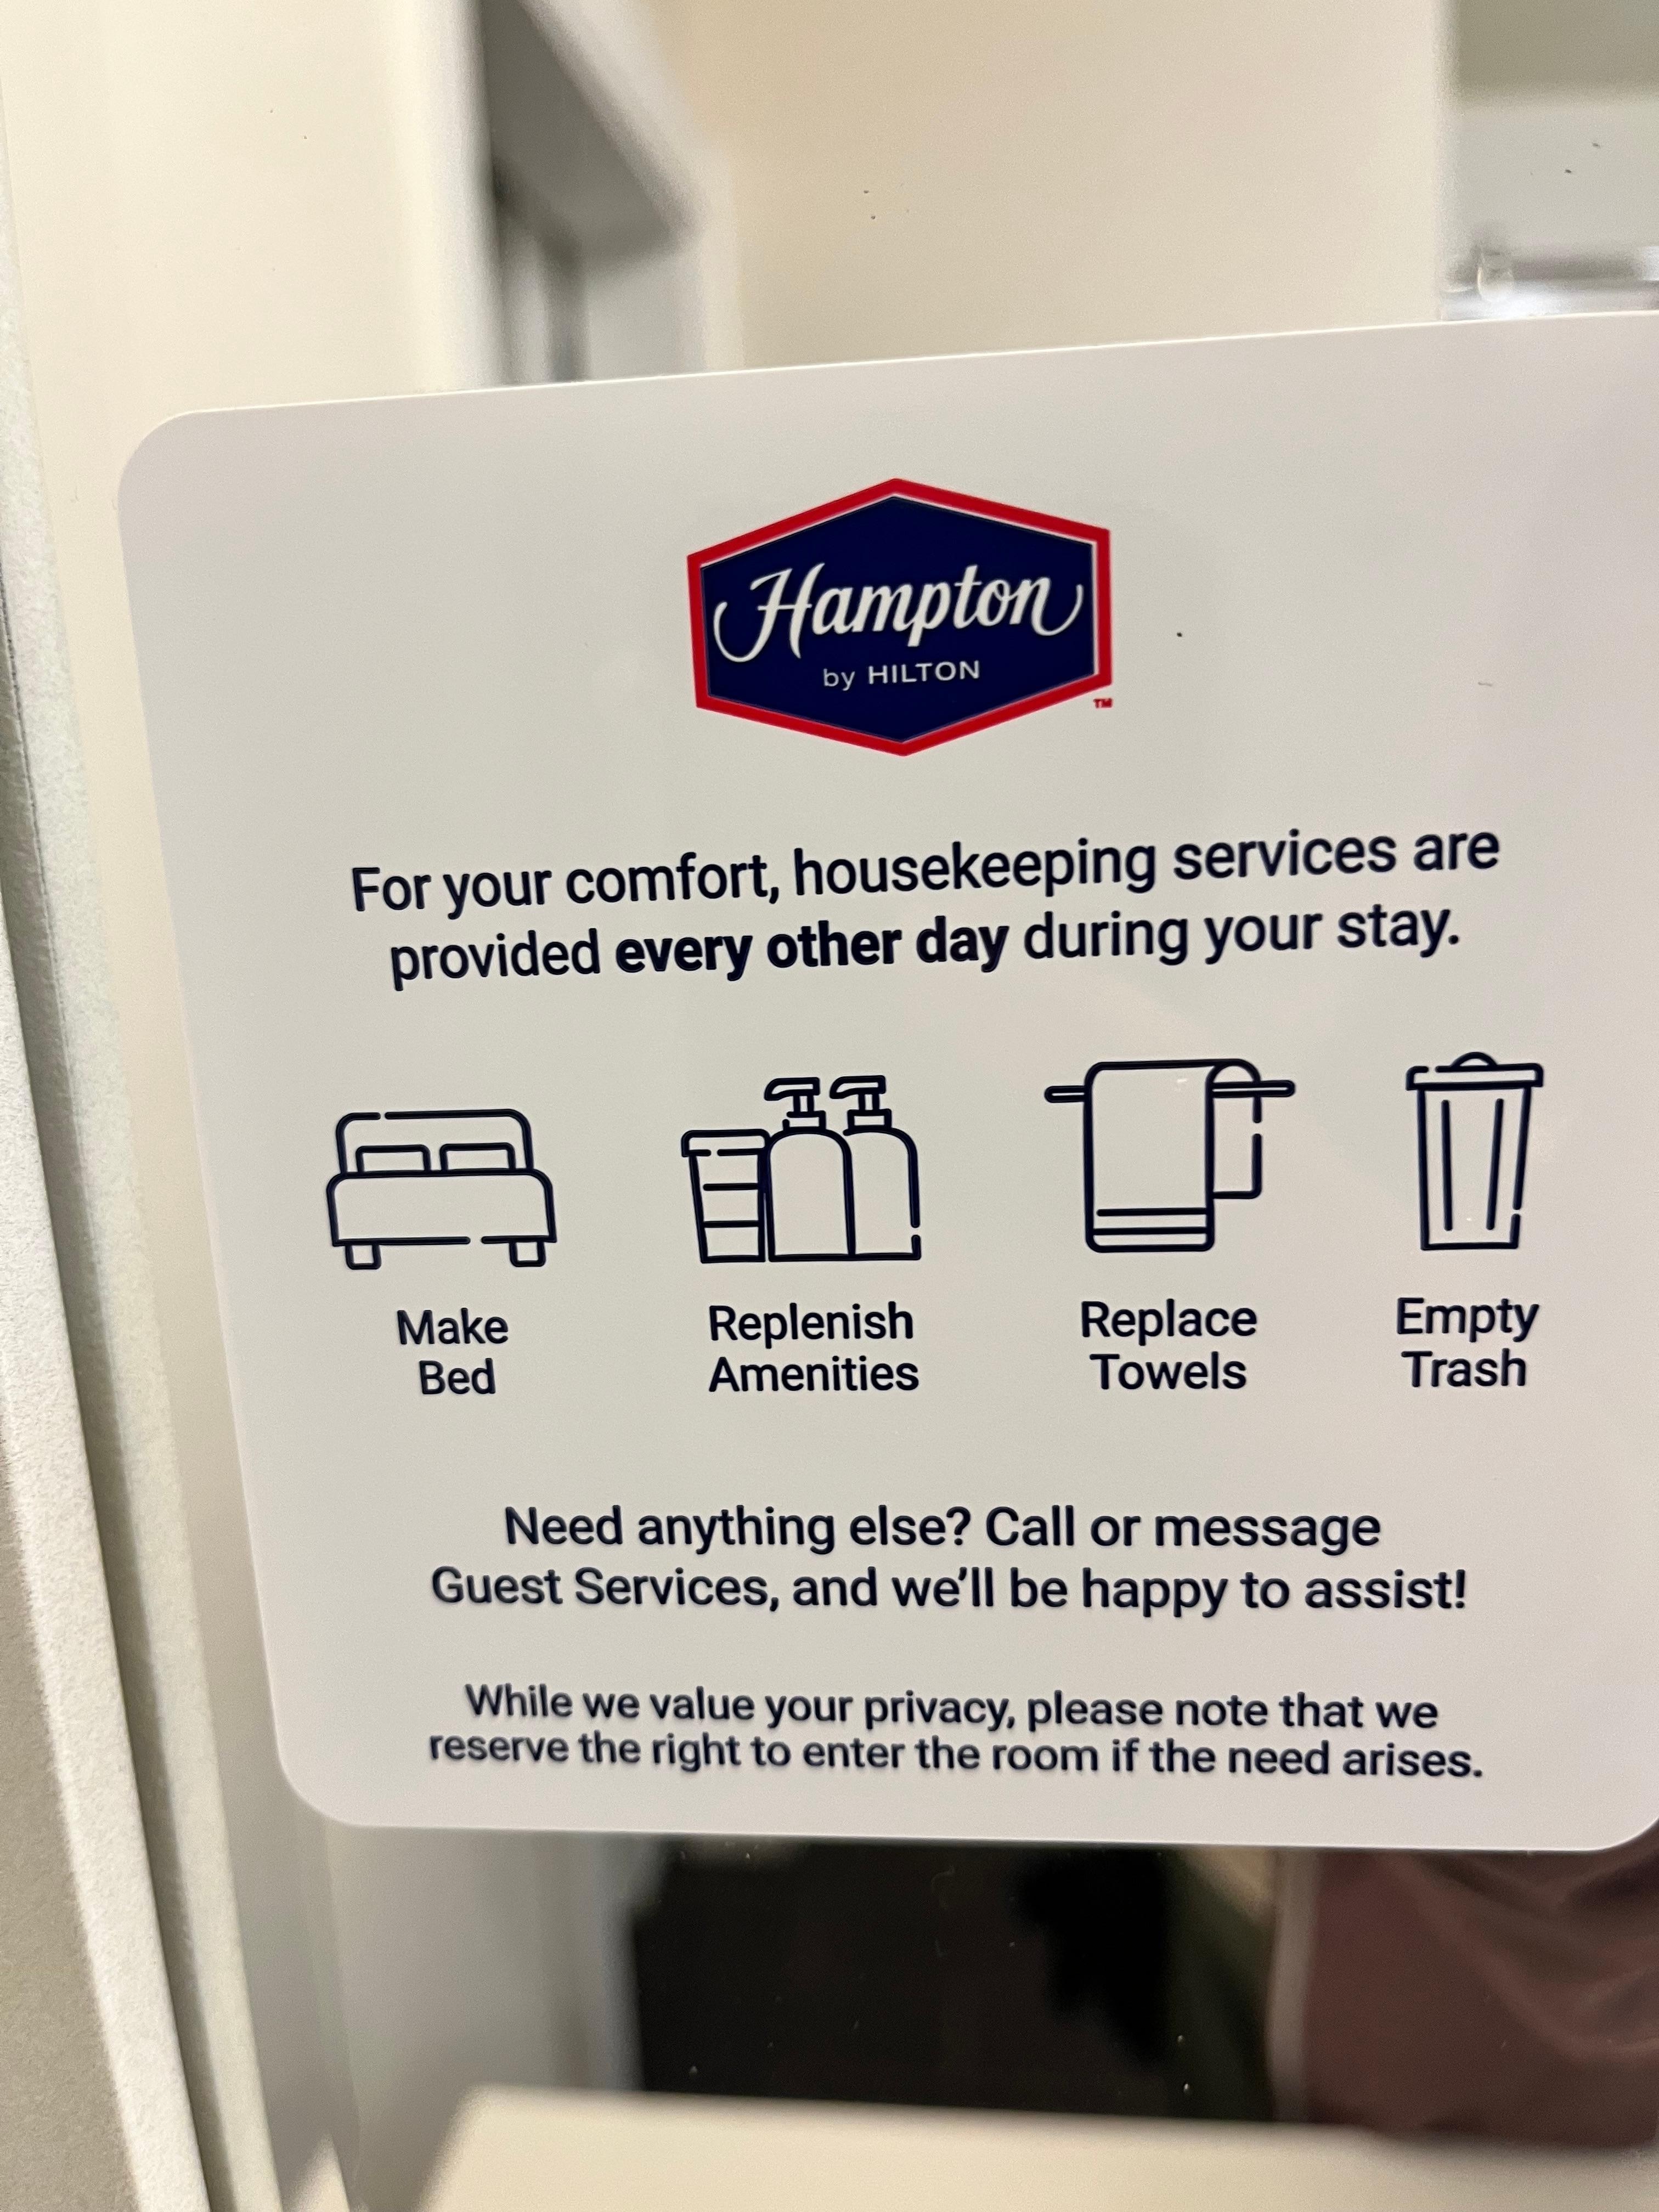 Hampton
by HILTON
TM
For your comfort, housekeeping services are
provided every other day during your stay.
Make
Bed
Replenish
Amenities
Replace
Towels
Empty
Trash
Need anything else? Call or message
Guest Services, and we’ll be happy to assist!
While we value your privacy, please note that we
reserve the right to enter the room if the need arises.